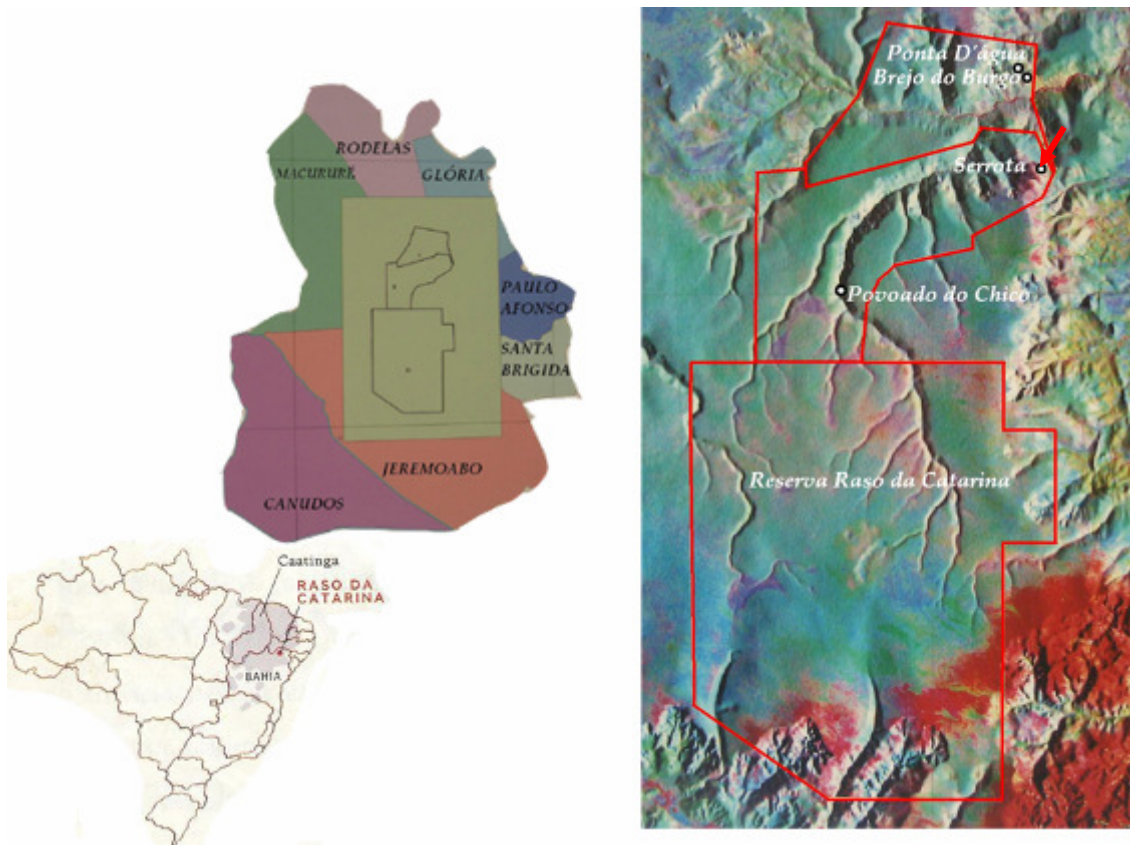 RODELAS
MACURURE
GLÓRIA
PAULO
AFONSO
SANTA
BRIGIDA
JEREMOABO
CANUDOS
Caatinga
RASO DA
CATARINA
BAHIA
Ponta D'água
Brejo do Burgo
Serrota
Povoado do Chico
Reserva Raso da Catarina